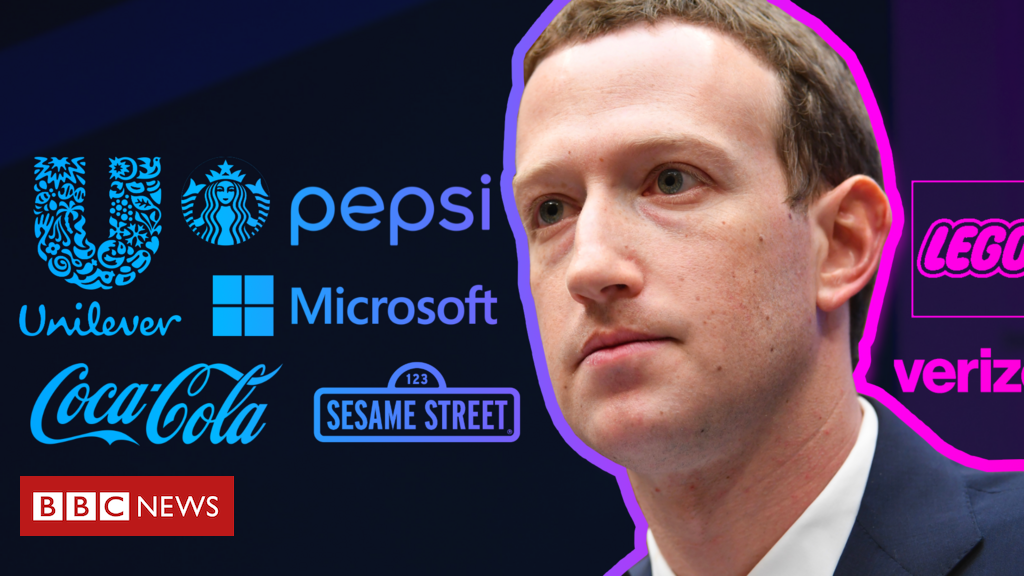 Unilever
pepsi
Microsoft
Coca-Cola
123
SESAME STREET
LEGO
verizo
BBC NEWS